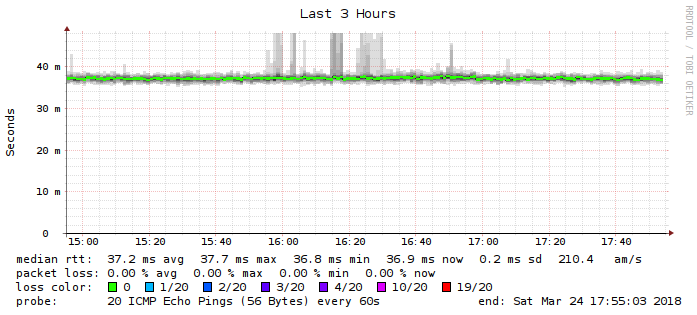 Last 3 Hours
RRDTOOL / TOBI OETIKER
Seconds
40 m
30 m
20 m
10 m
0
15:00 15:20 15:40 16:00 16:20 16:40 17:00 17:20 17:40
median rtt: 37.2 ms avg 37.7 ms max 36.8 ms min 36.9 ms now 0.2 ms sd 210.4 am/s
packet loss: 0.00 % avg 0.00 % max 0.00 % min 0.00 % now
loss color: 0 1/20 2/20 3/20 4/20 10/20 19/20
probe: 20 ICMP Echo Pings (56 Bytes) every 60s end: Sat Mar 24 17:55:03 2018